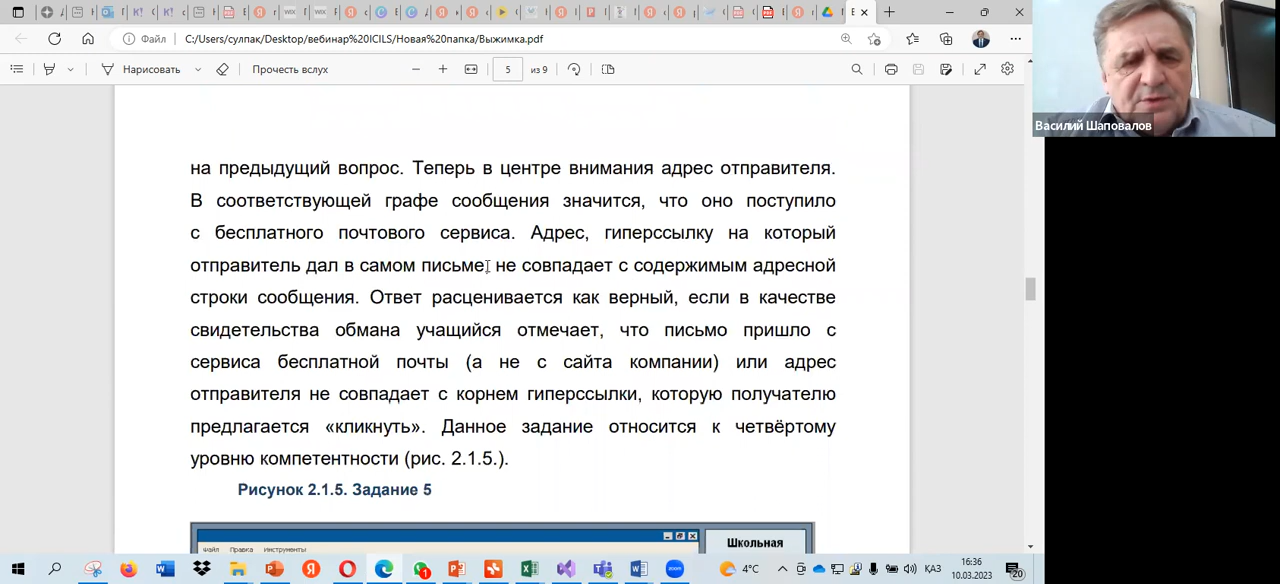 Файл
C:/Users/сулпак/Desktop/вебинар%20ICILS/Новая%20папка/Выжимка.pdf
Нарисовать
Прочесть вслух
5
из 9
Василий Шаповалов
на предыдущий вопрос. Теперь в центре внимания адрес отправителя.
В соответствующей графе сообщения значится, что оно поступило
с бесплатного почтового сервиса. Адрес, гиперссылку на который
отправитель дал в самом письме не совпадает с содержимым адресной
строки сообщения. Ответ расценивается как верный, если в качестве
свидетельства обмана учащийся отмечает, что письмо пришло с
сервиса бесплатной почты (а не с сайта компании) или адрес
отправителя не совпадает с корнем гиперссылки, которую получателю
предлагается «кликнуть». Данное задание относится к четвёртому
уровню компетентности (рис. 2.1.5.).
Рисунок 2.1.5. Задание 5
Файл Правка Инструменты
Школьная
4°C
ҚАЗ
16:36
10.03.2023
20